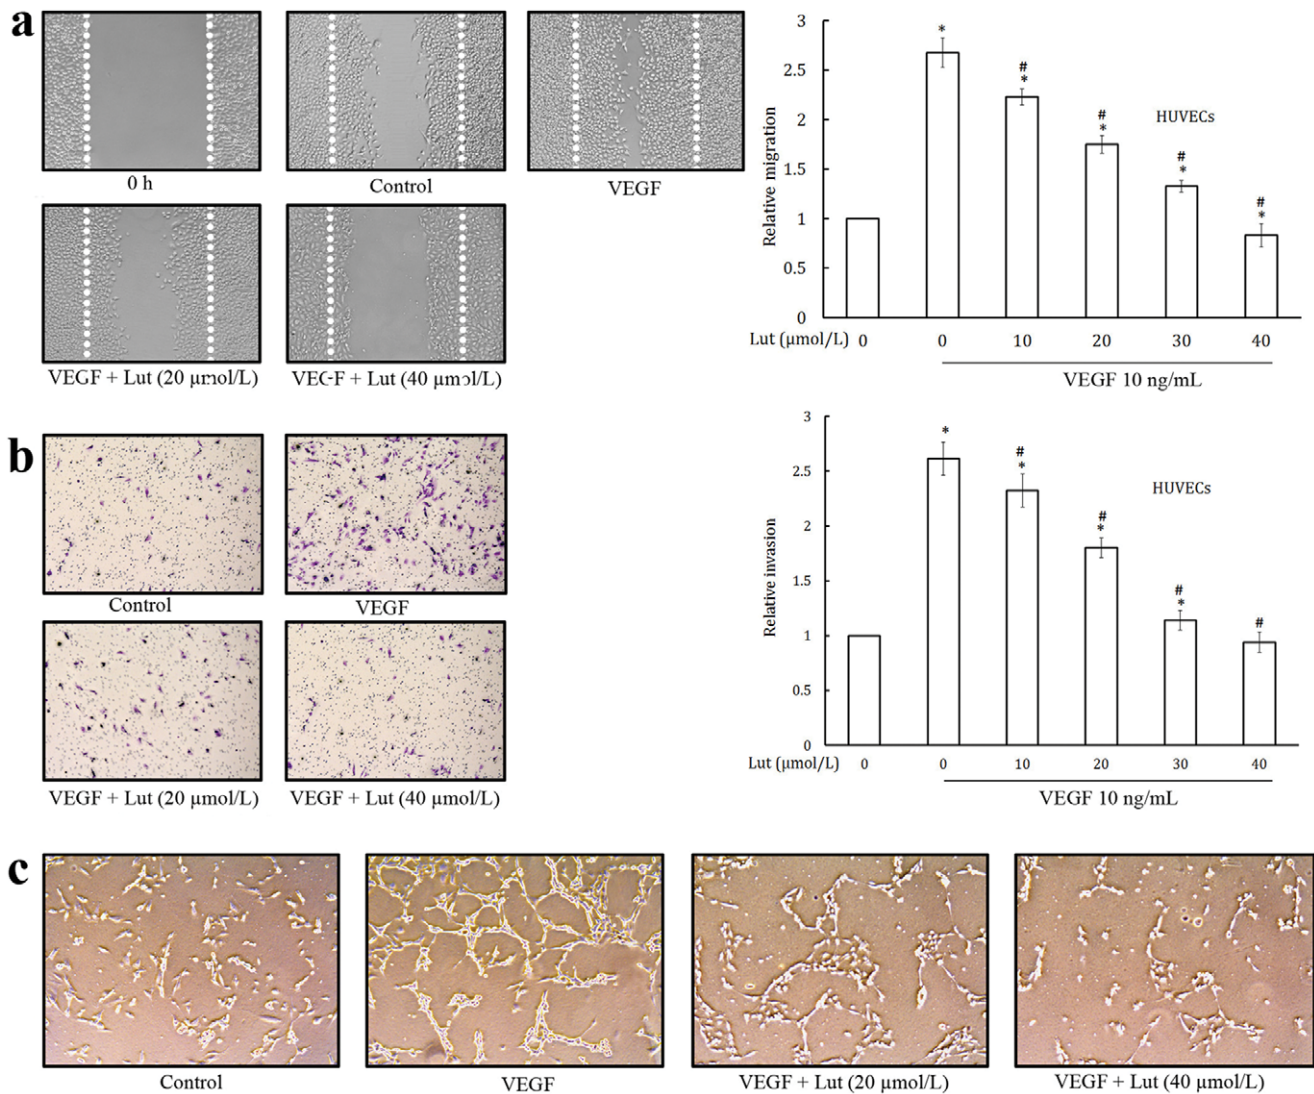 a
0 h
Control
VEGF
VEGF + Lut (20 µmol/L)
VEGF + Lut (40 µmol/L)
3
2.5
2
1.5
1
0.5
0
Relative migration
*
#
*
#
*
#
*
#
*
HUVECs
Lut (µmol/L) 0 0 10 20 30 40
VEGF 10 ng/mL
b
Control
VEGF
VEGF + Lut (20 µmol/L)
VEGF + Lut (40 µmol/L)
3
2.5
2
1.5
1
0.5
0
Relative invasion
*
#
*
#
*
#
*
#
HUVECs
Lut (µmol/L) 0 0 10 20 30 40
VEGF 10 ng/mL
c
Control
VEGF
VEGF + Lut (20 µmol/L)
VEGF + Lut (40 µmol/L)